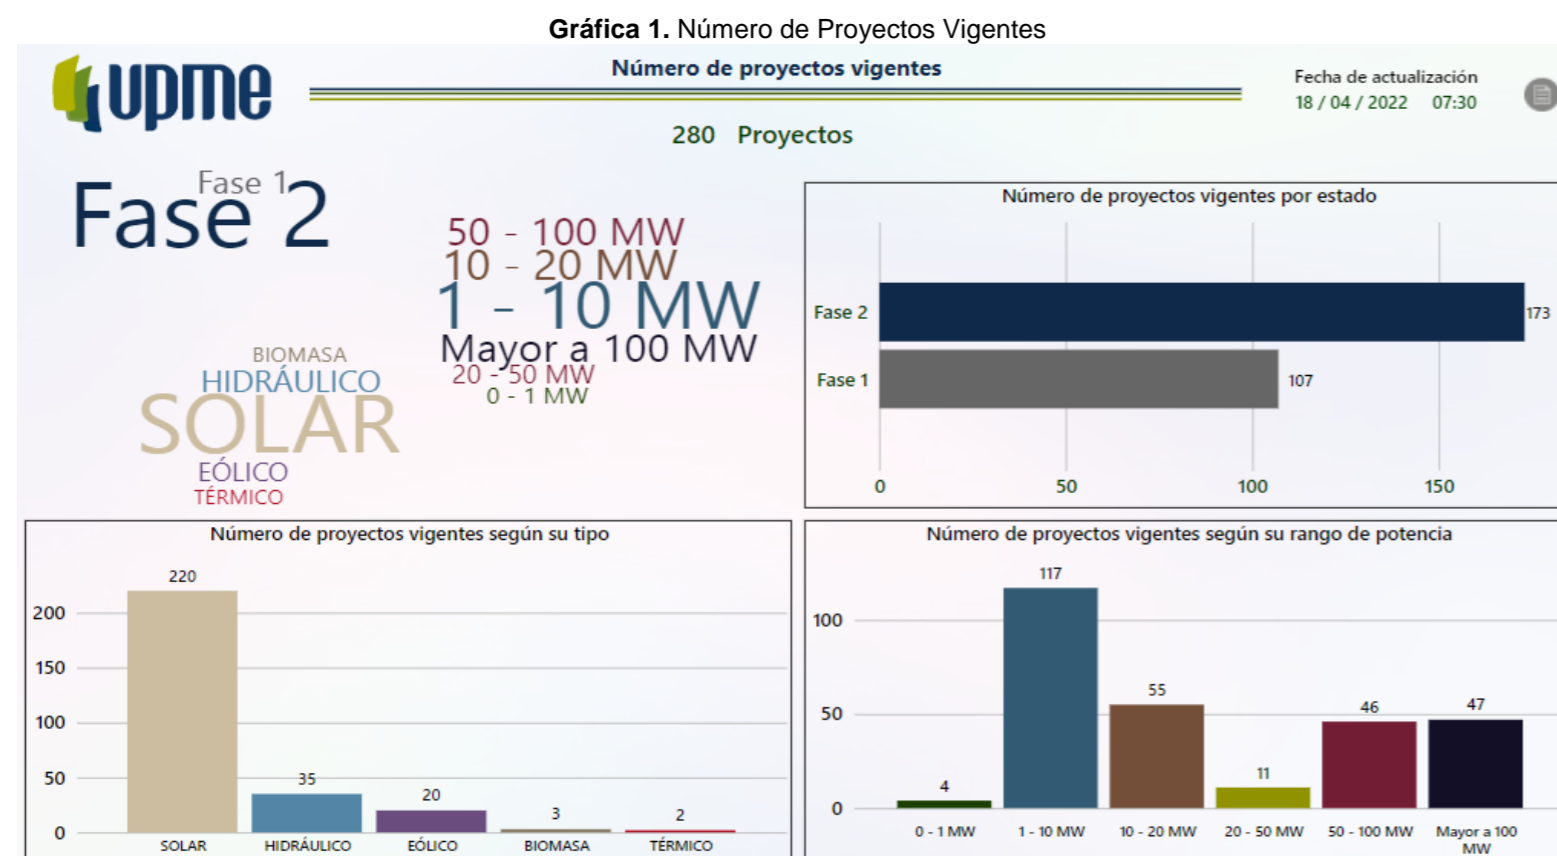 Gráfica 1. Número de Proyectos Vigentes
upme
Número de proyectos vigentes
Fecha de actualización
18 / 04 / 2022 07:30
280 Proyectos
Fase 1
Fase 2
50 - 100 MW
10 - 20 MW
1 - 10 MW
Mayor a 100 MW
20 - 50 MW
0 - 1 MW
BIOMASA
HIDRÁULICO
SOLAR
EÓLICO
TÉRMICO
Número de proyectos vigentes por estado
Fase 2
173
Fase 1
107
0 50 100 150
Número de proyectos vigentes según su tipo
220
200
150
100
50
35
20
3
2
0
SOLAR HIDRÁULICO EÓLICO BIOMASA TÉRMICO
Número de proyectos vigentes según su rango de potencia
117
100
55
50
46
47
11
4
0
0 - 1 MW 1 - 10 MW 10 - 20 MW 20 - 50 MW 50 - 100 MW Mayor a 100
MW